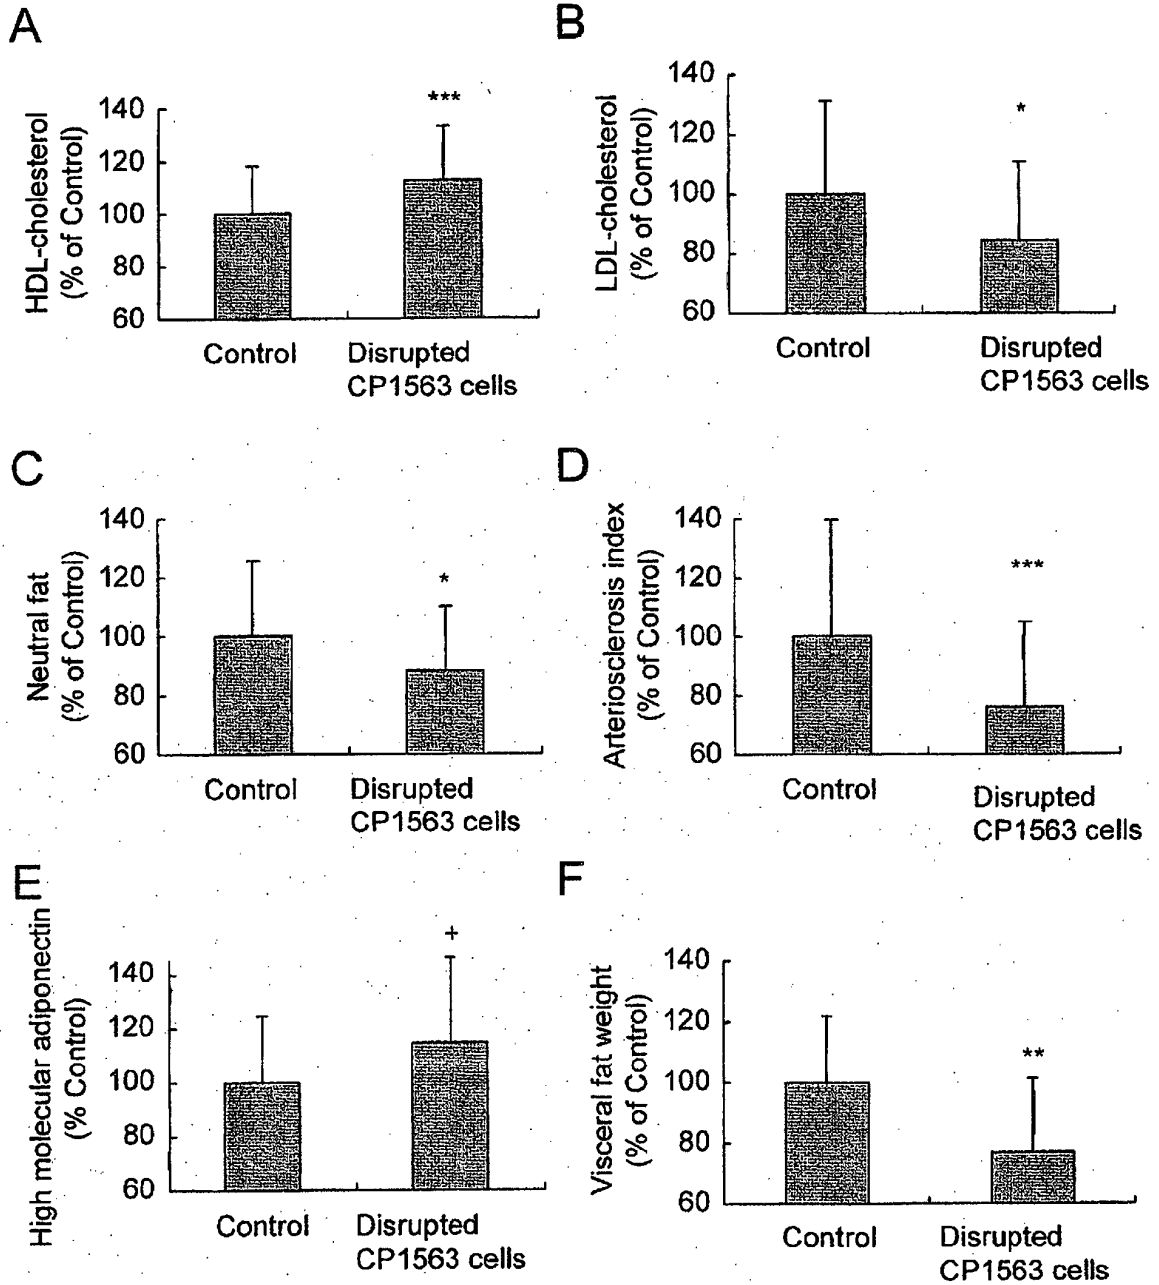 A
HDL-cholesterol
(% of Control)
140
120
100
80
60
***
Control
Disrupted
CP1563 cells
B
LDL-cholesterol
(% of Control)
140
120
100
80
60
*
Control
Disrupted
CP1563 cells
C
Neutral fat
(% of Control)
140
120
100
80
60
*
Control
Disrupted
CP1563 cells
D
Arteriosclerosis index
(% of Control)
140
120
100
80
60
***
Control
Disrupted
CP1563 cells
E
High molecular adiponectin
(% Control)
140
120
100
80
60
+
Control
Disrupted
CP1563 cells
F
Visceral fat weight
(% of Control)
140
120
100
80
60
**
Control
Disrupted
CP1563 cells